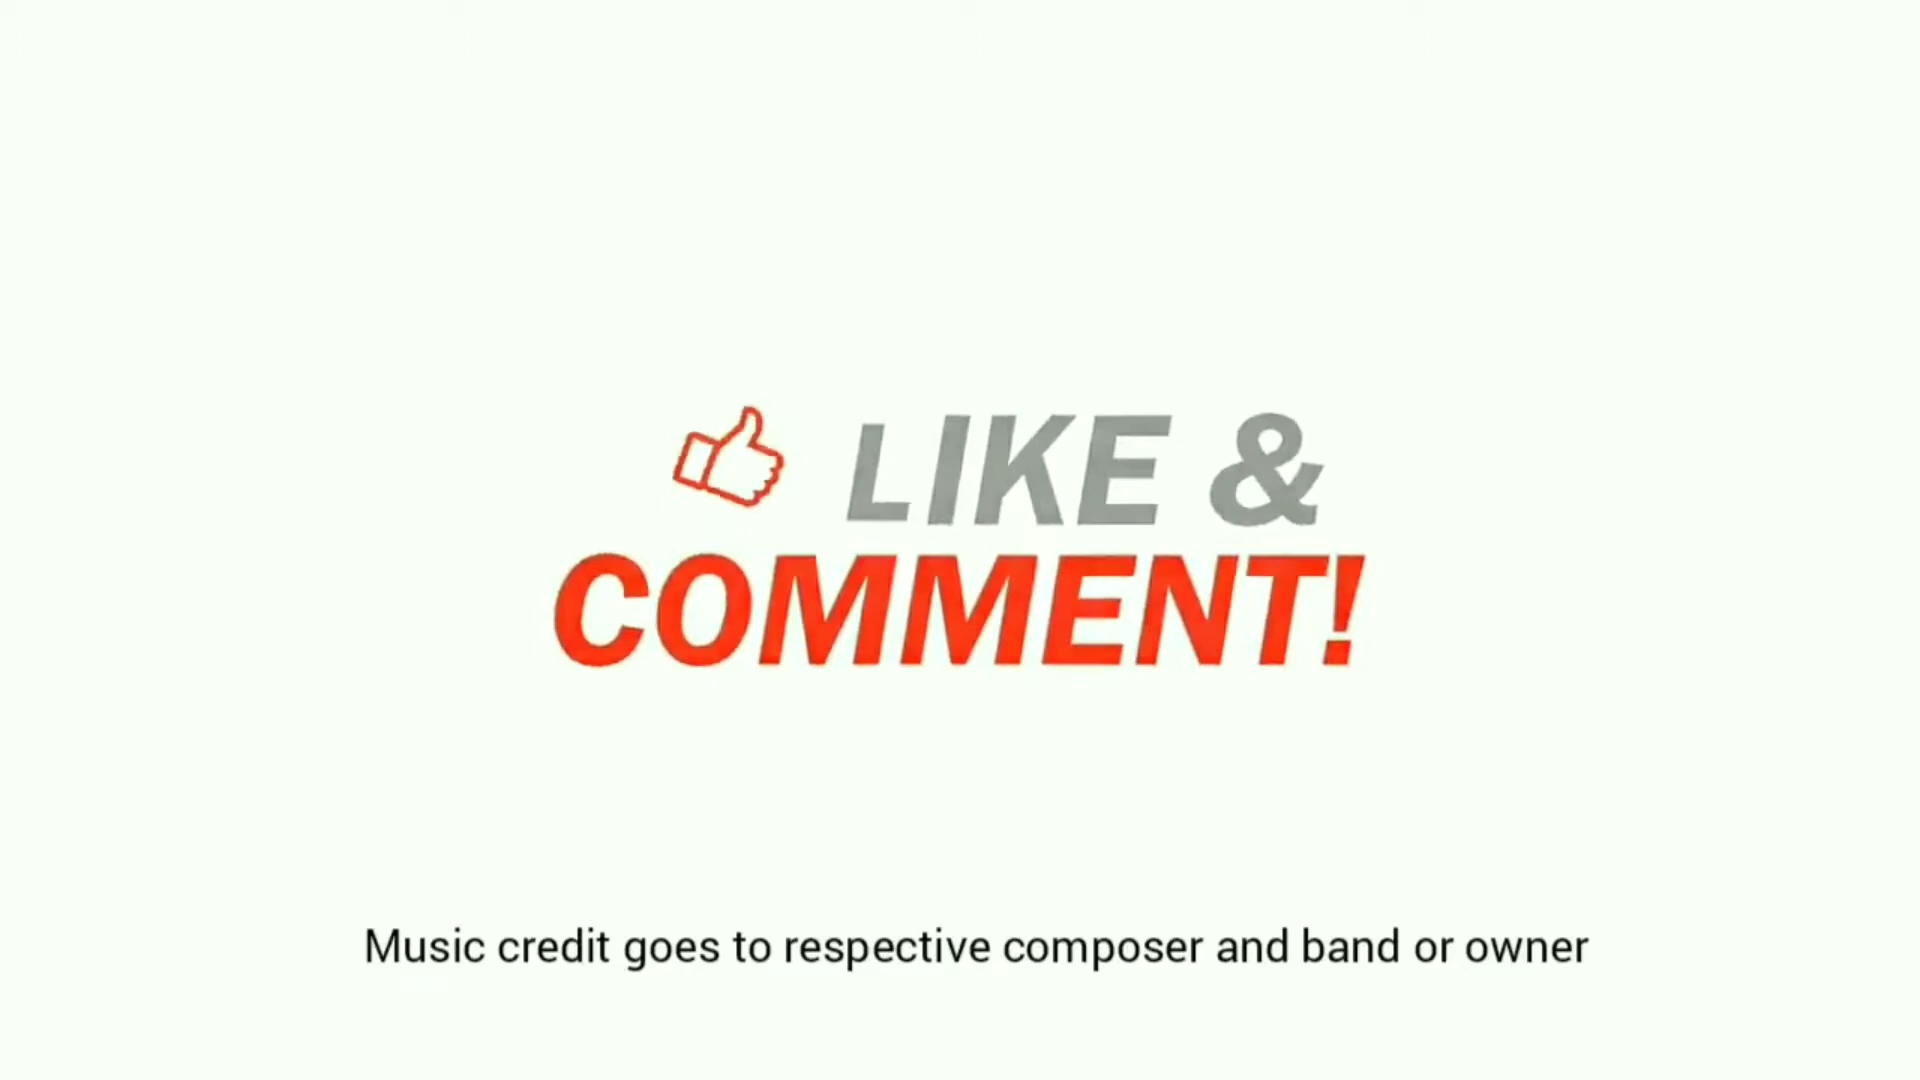 LIKE &
COMMENT!
Music credit goes to respective composer and band or owner